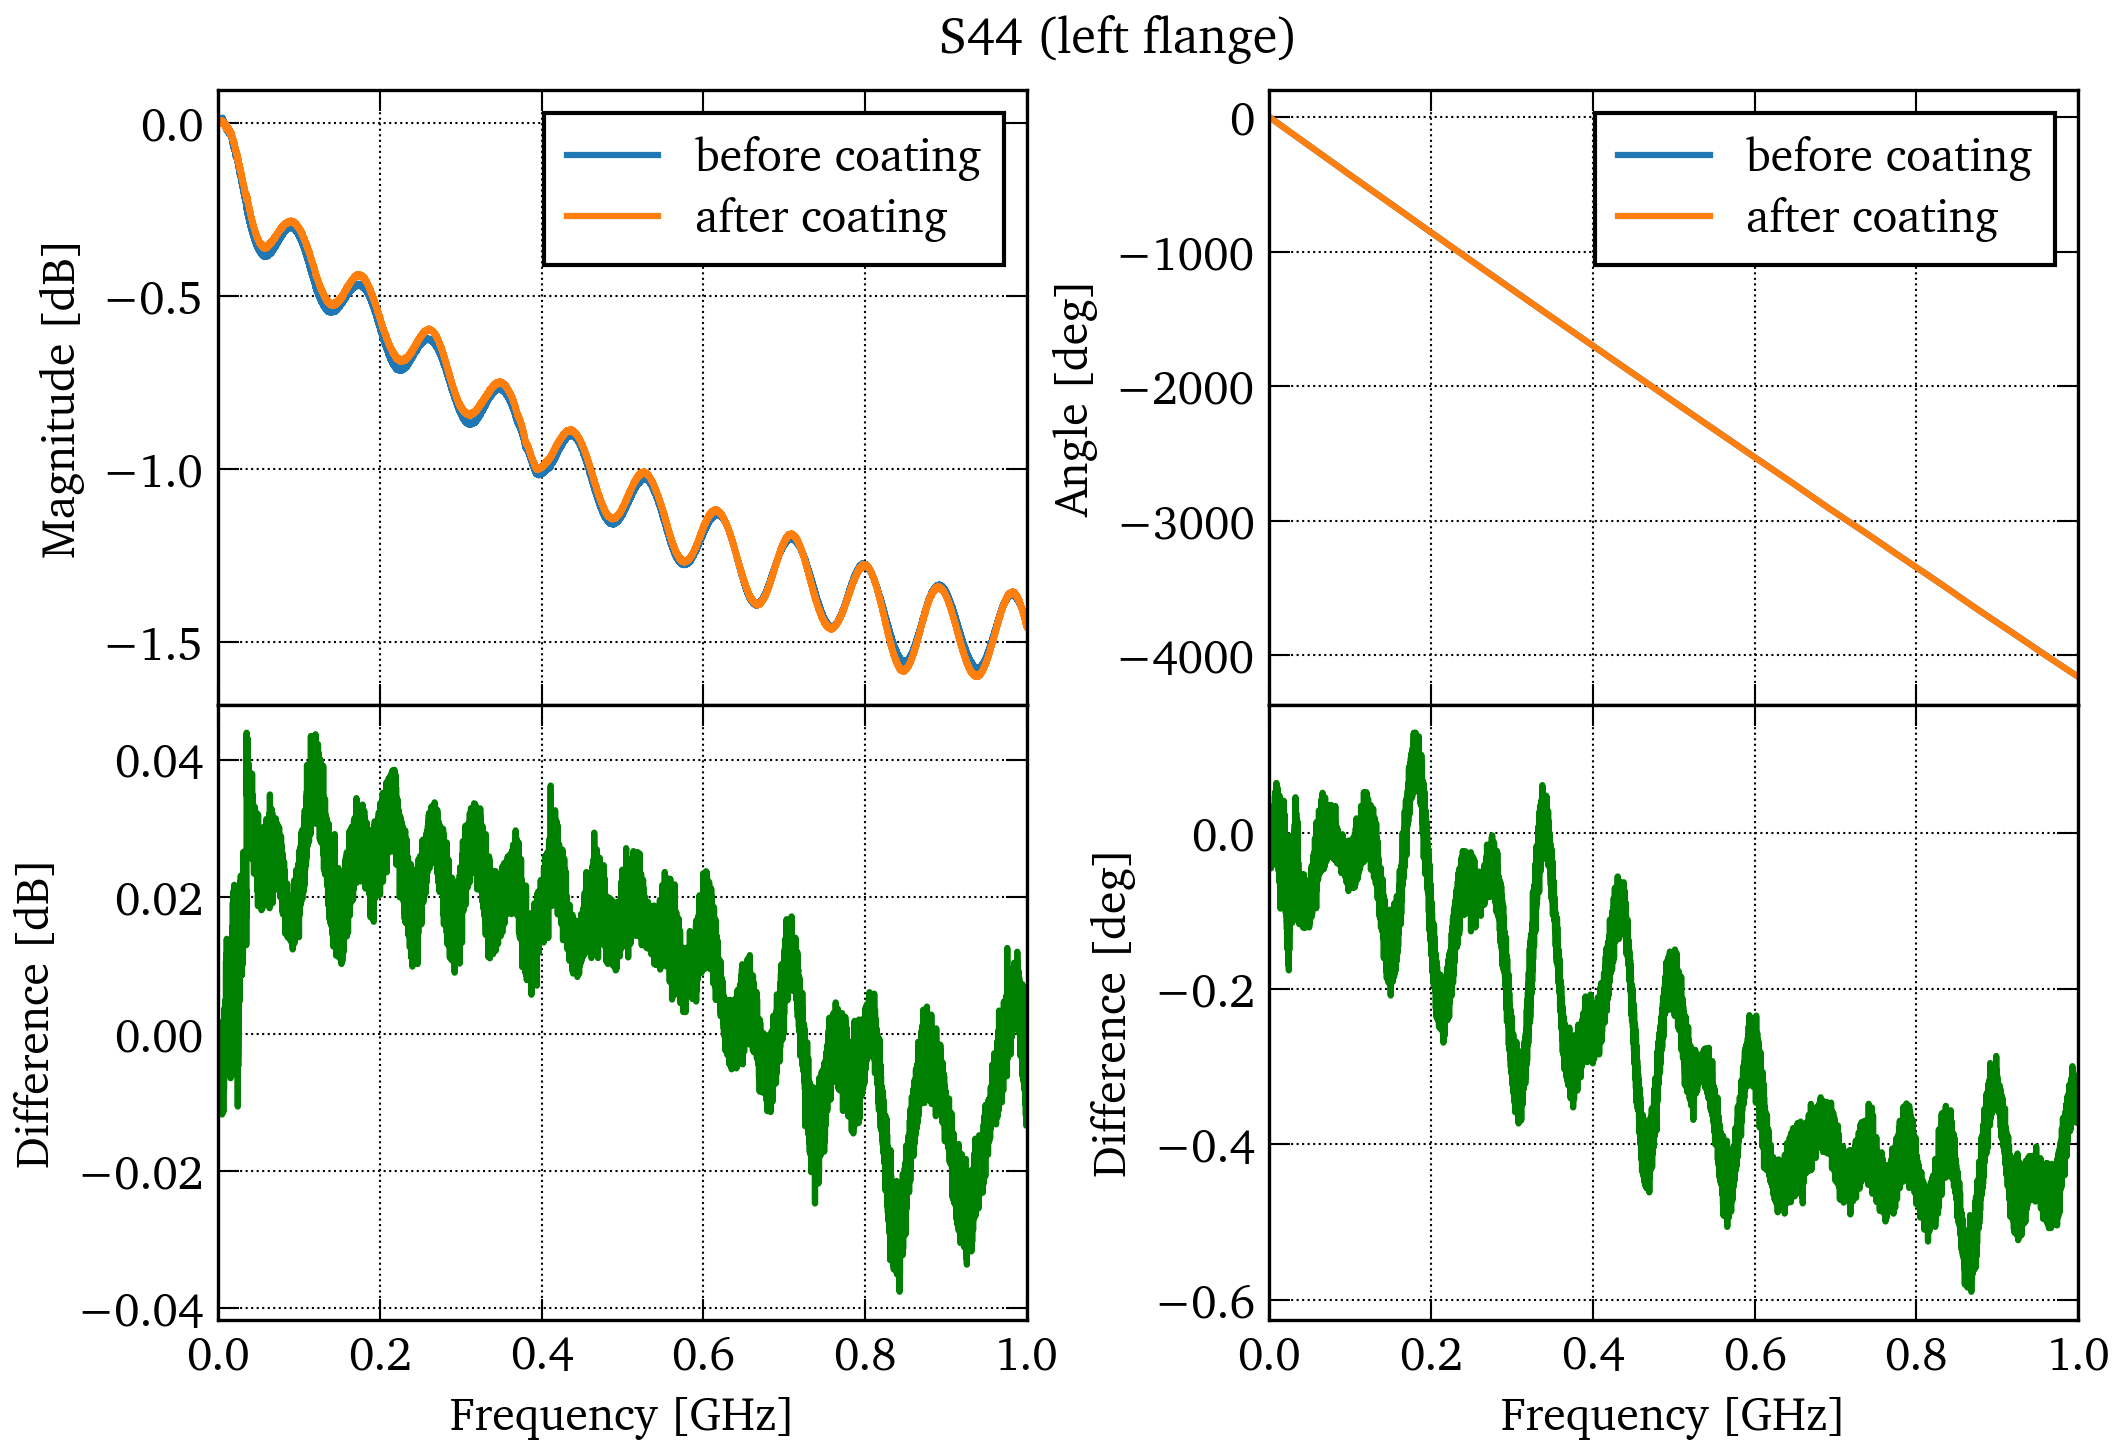 S44 (left flange)
0.0
−0.5
−1.0
−1.5
Magnitude [dB]
before coating
after coating
0
−1000
−2000
−3000
−4000
Angle [deg]
before coating
after coating
0.04
0.02
0.00
−0.02
−0.04
Difference [dB]
0.0 0.2 0.4 0.6 0.8 1.0
Frequency [GHz]
0.0
−0.2
−0.4
−0.6
Difference [deg]
0.0 0.2 0.4 0.6 0.8 1.0
Frequency [GHz]